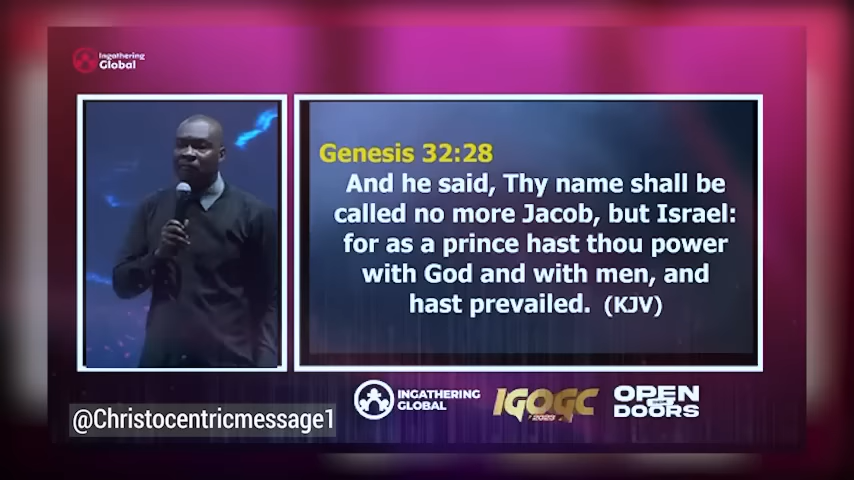 Ingathering
Global
Genesis 32:28
And he said, Thy name shall be
called no more Jacob, but Israel:
for as a prince hast thou power
with God and with men, and
hast prevailed. (KJV)
@Christocentricmessage1
INGATHERING
GLOBAL
IGOGC
2023
OPEN
DOORS